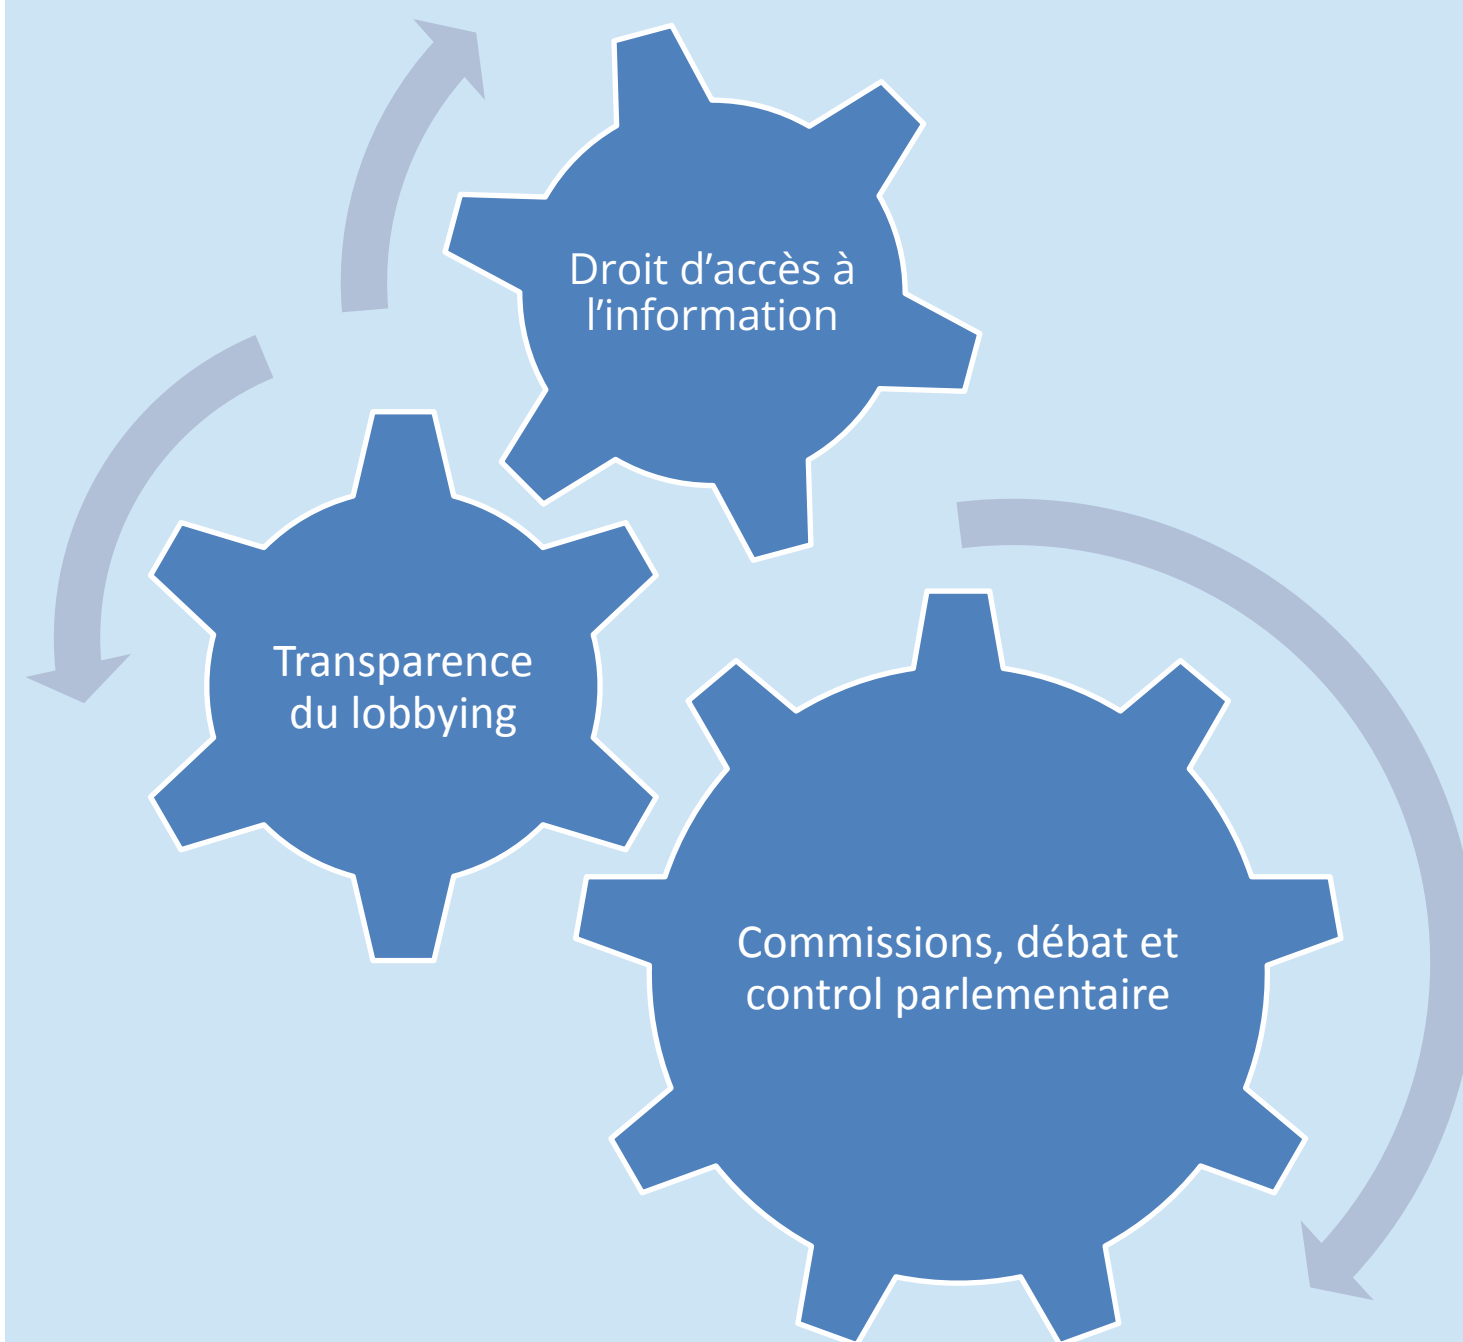 Droit d’accès à
l’information
Transparence
du lobbying
Commissions, débat et
control parlementaire